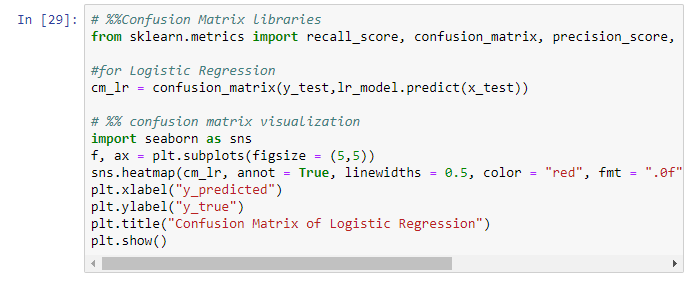 In [29]:
# %%Confusion Matrix libraries
from sklearn.metrics import recall_score, confusion_matrix, precision_score,
#for Logistic Regression
cm_lr = confusion_matrix(y_test,lr_model.predict(x_test))
# %% confusion matrix visualization
import seaborn as sns
f, ax = plt.subplots(figsize = (5,5))
sns.heatmap(cm_lr, annot = True, linewidths = 0.5, color = "red", fmt = ".0f"
plt.xlabel("y_predicted")
plt.ylabel("y_true")
plt.title("Confusion Matrix of Logistic Regression")
plt.show()